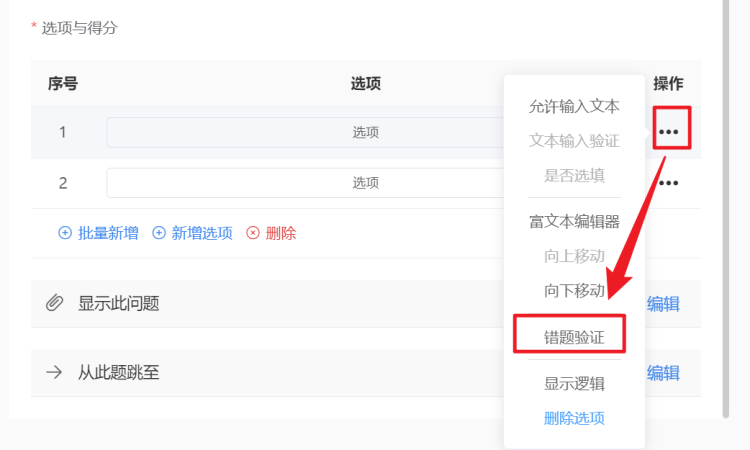 * 选项与得分
序号 选项 操作
1 选项 •••
2 选项 •••
批量新增 新增选项 删除
显示此问题 编辑
从此题跳至 编辑
允许输入文本
文本输入验证
是否选填
富文本编辑器
向上移动
向下移动
错题验证
显示逻辑
删除选项